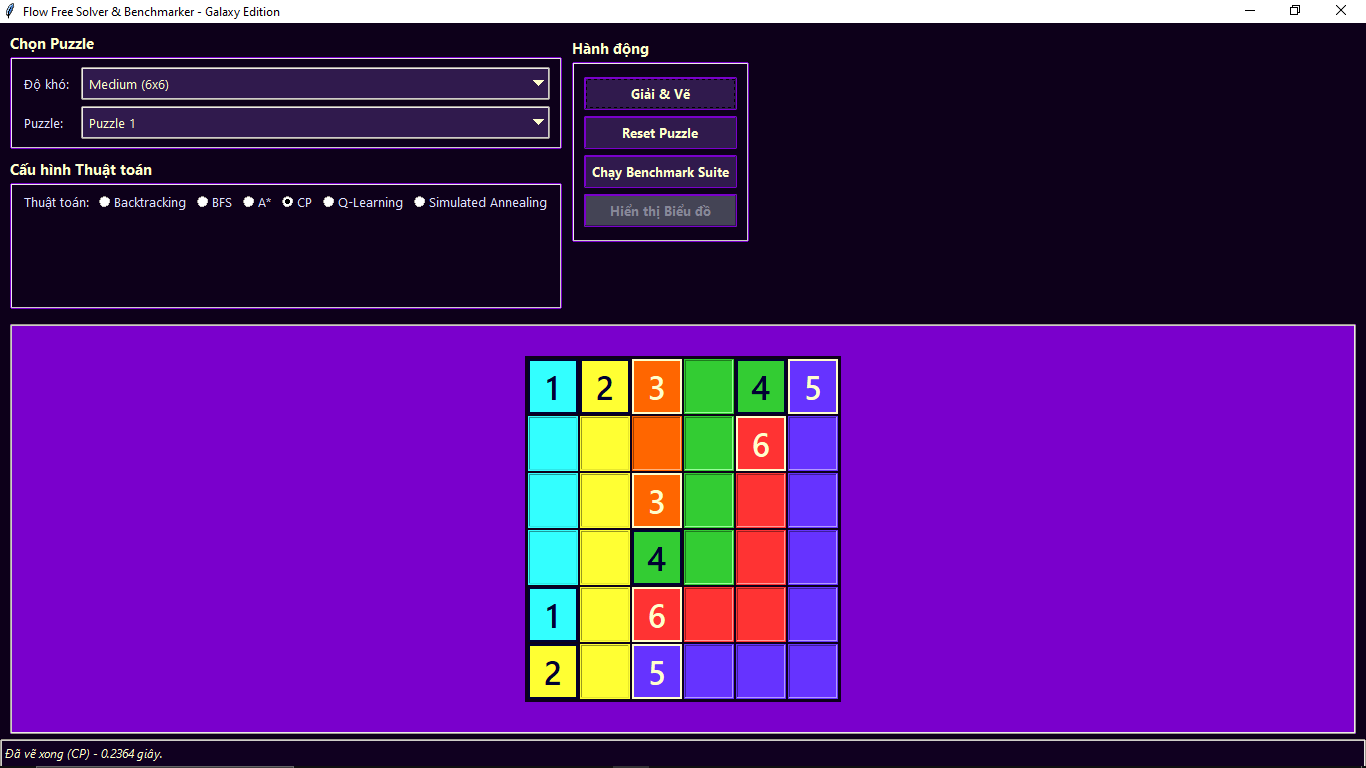 Flow Free Solver & Benchmarker - Galaxy Edition
Chọn Puzzle
Độ khó: Medium (6x6)
Puzzle: Puzzle 1
Cấu hình Thuật toán
Thuật toán: Backtracking BFS A* CP Q-Learning Simulated Annealing
Hành động
Giải & Vẽ
Reset Puzzle
Chạy Benchmark Suite
Hiển thị Biểu đồ
1 2 3 4 5
6
3
4
1 6
2 5
Đã vẽ xong (CP) - 0.2364 giây.